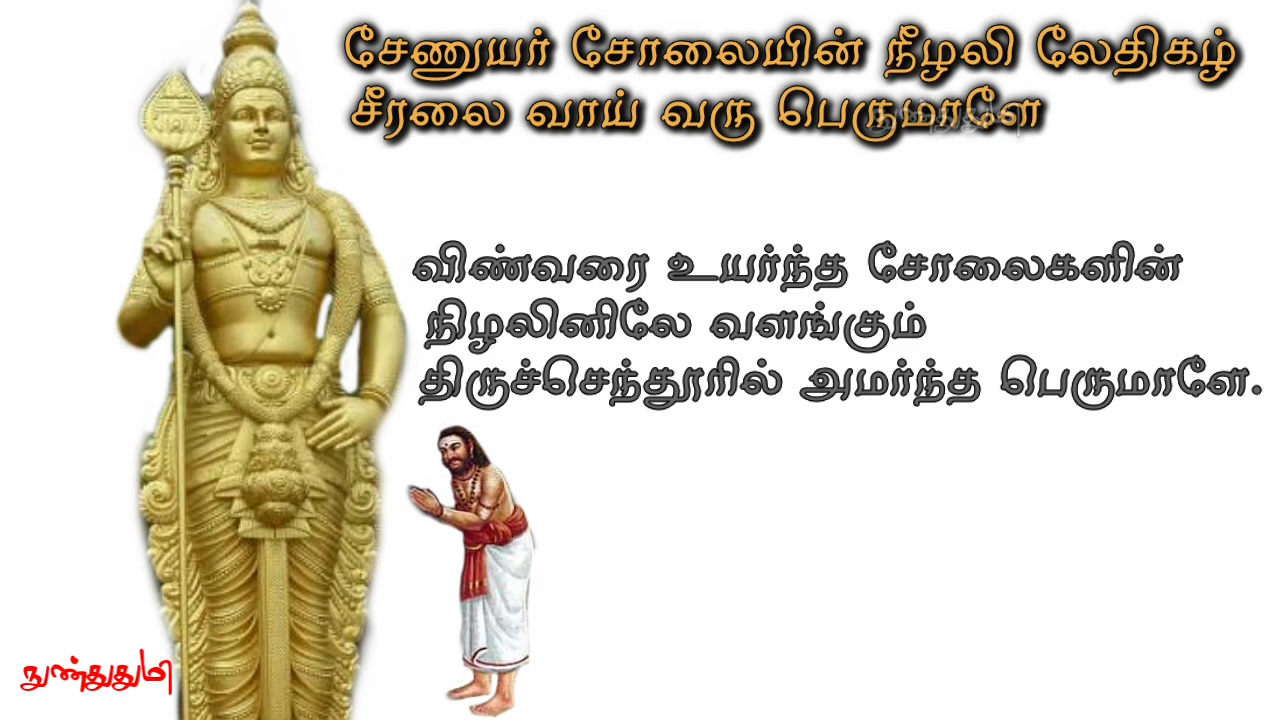 சேணுயர் சோலையின் நீழலி லேதிகழ்
சீரலை வாய் வரு பெருமாளே
விண்வரை உயர்ந்த சோலைகளின்
நிழலினிலே வளங்கும்
திருச்செந்தூரில் அமர்ந்த பெருமாளே.